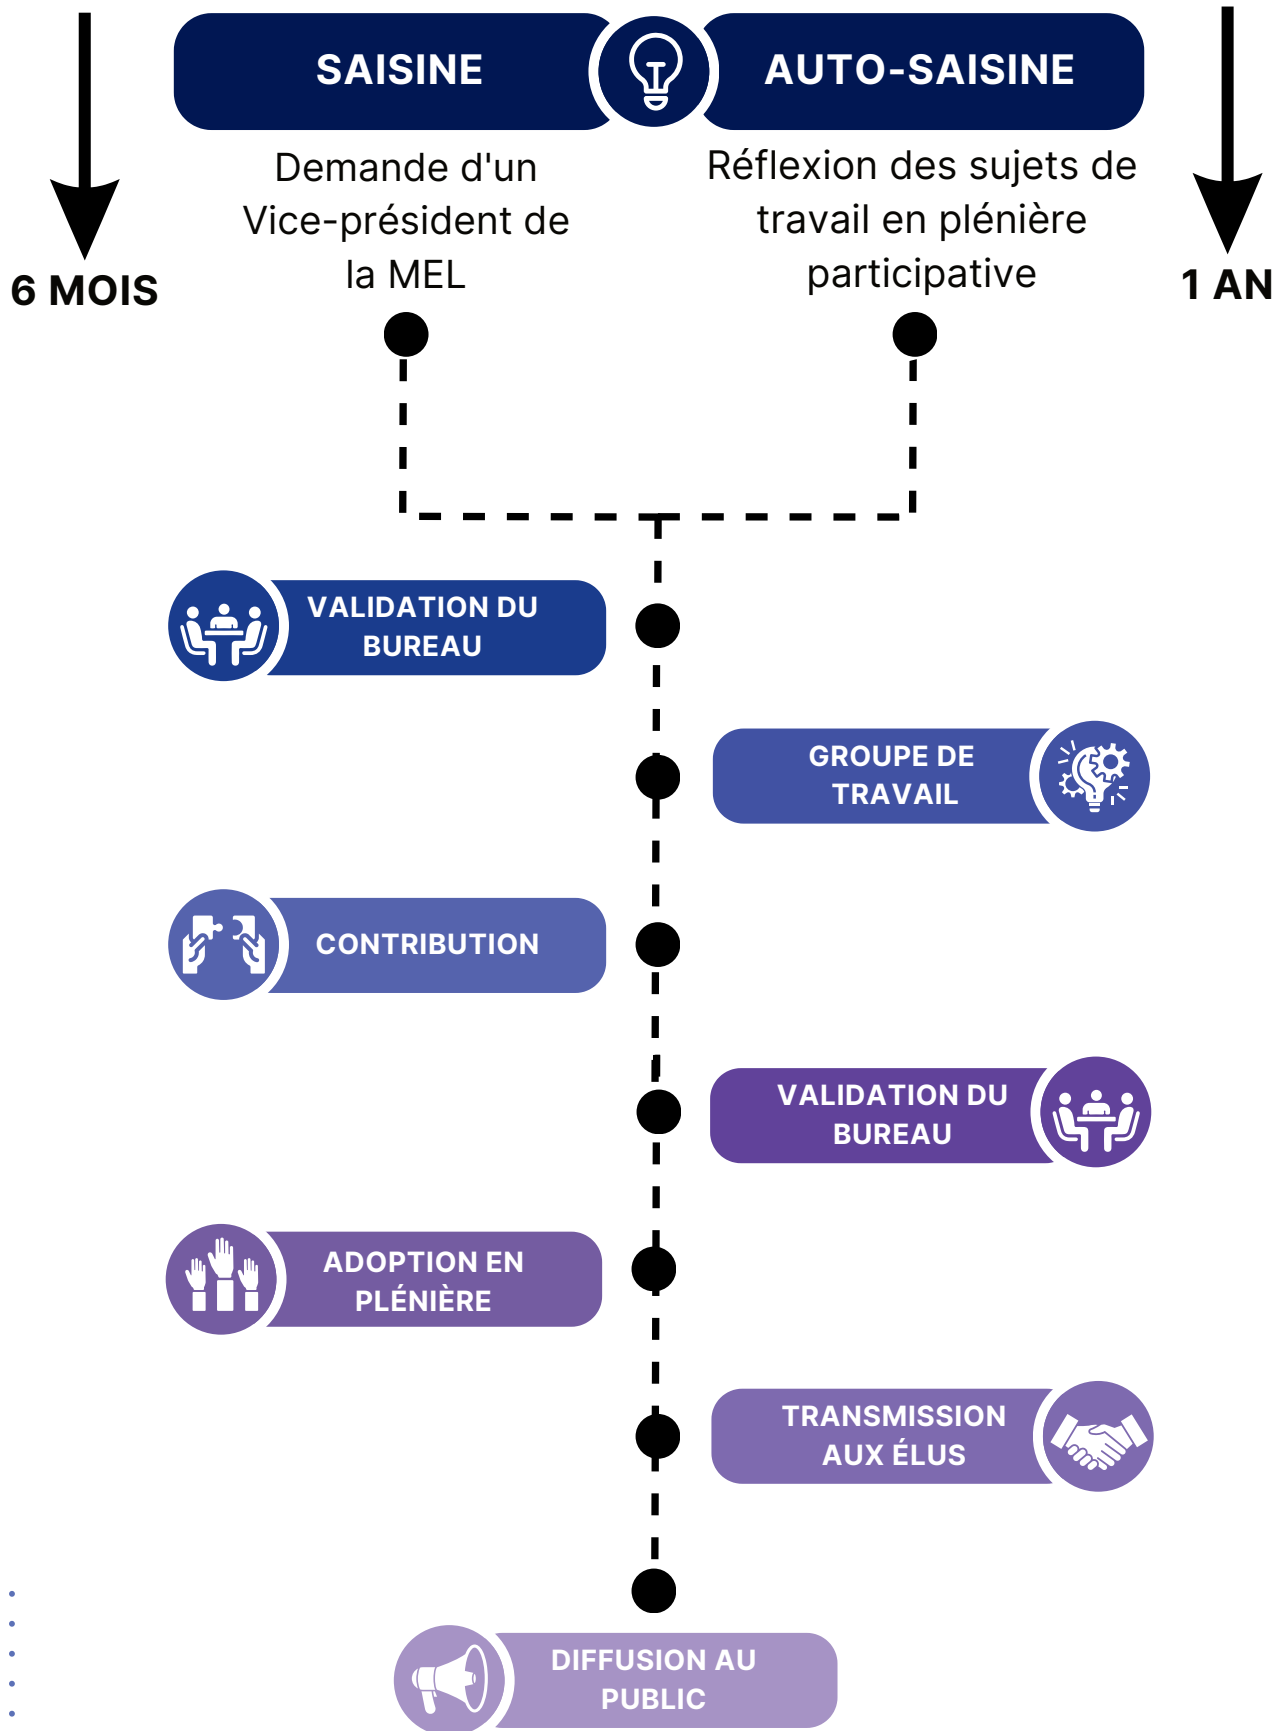 SAISINE
AUTO-SAISINE
Demande d'un
Vice-président de
la MEL
Réflexion des sujets de
travail en plénière
participative
6 MOIS
1 AN
VALIDATION DU
BUREAU
GROUPE DE
TRAVAIL
CONTRIBUTION
VALIDATION DU
BUREAU
ADOPTION EN
PLÉNIÈRE
TRANSMISSION
AUX ÉLUS
DIFFUSION AU
PUBLIC